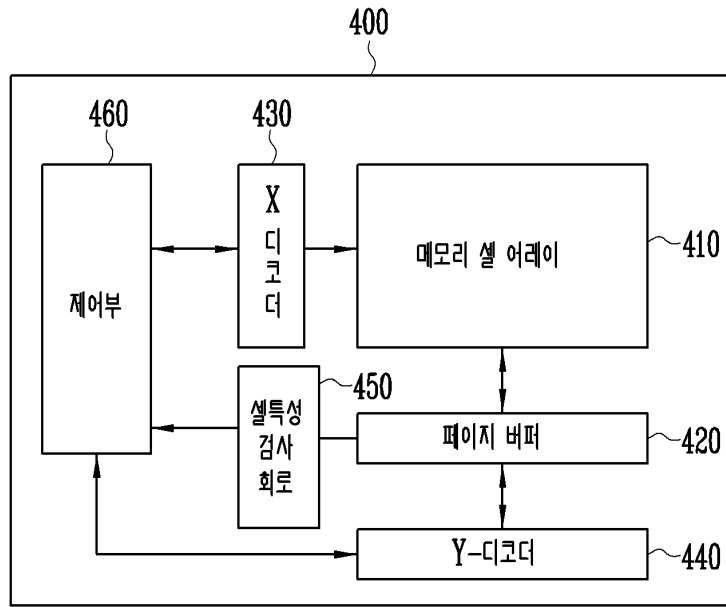 400
460
430
X
디
코
더
메모리 셀 어레이
410
제어부
450
셀특성
검사
회로
페이지 버퍼
420
Y-디코더
440